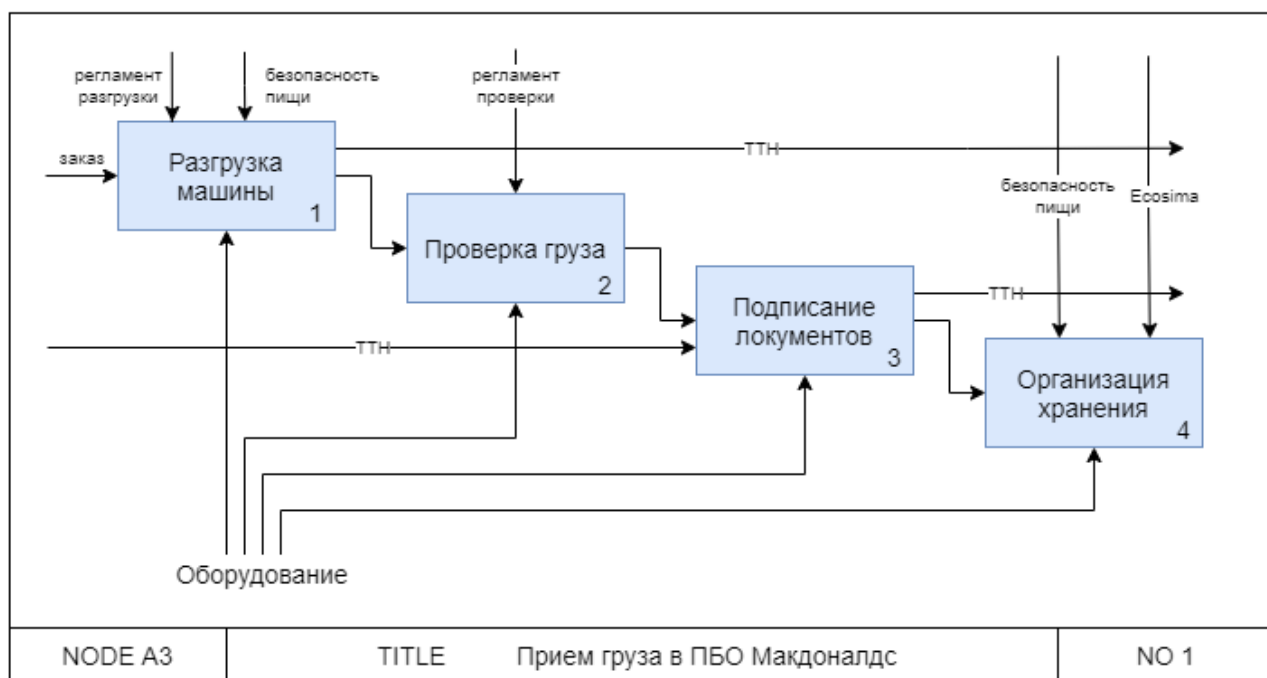 регламент
разгрузки
безопасность
пищи
регламент
проверки
заказ
Разгрузка
машины
1
ТТН
безопасность
пищи
Ecosima
Проверка груза
2
Подписание
локументов
3
ТТН
ТТН
Организация
хранения
4
Оборудование
NODE A3
TITLE Прием груза в ПБО Макдоналдс
NO 1